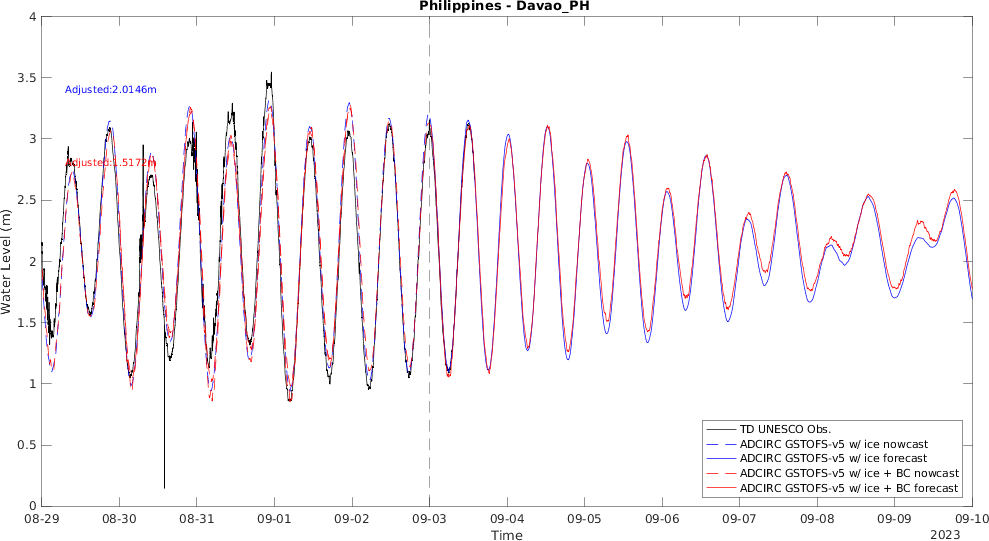 Philippines - Davao_PH
4
3.5
3
2.5
2
1.5
1
0.5
0
Water Level (m)
Adjusted:2.0146m
Adjusted:1.5172m
TD UNESCO Obs.
ADCIRC GSTOFS-v5 w/ ice nowcast
ADCIRC GSTOFS-v5 w/ ice forecast
ADCIRC GSTOFS-v5 w/ ice + BC nowcast
ADCIRC GSTOFS-v5 w/ ice + BC forecast
08-29 08-30 08-31 09-01 09-02 09-03 09-04 09-05 09-06 09-07 09-08 09-09 09-10
Time
2023